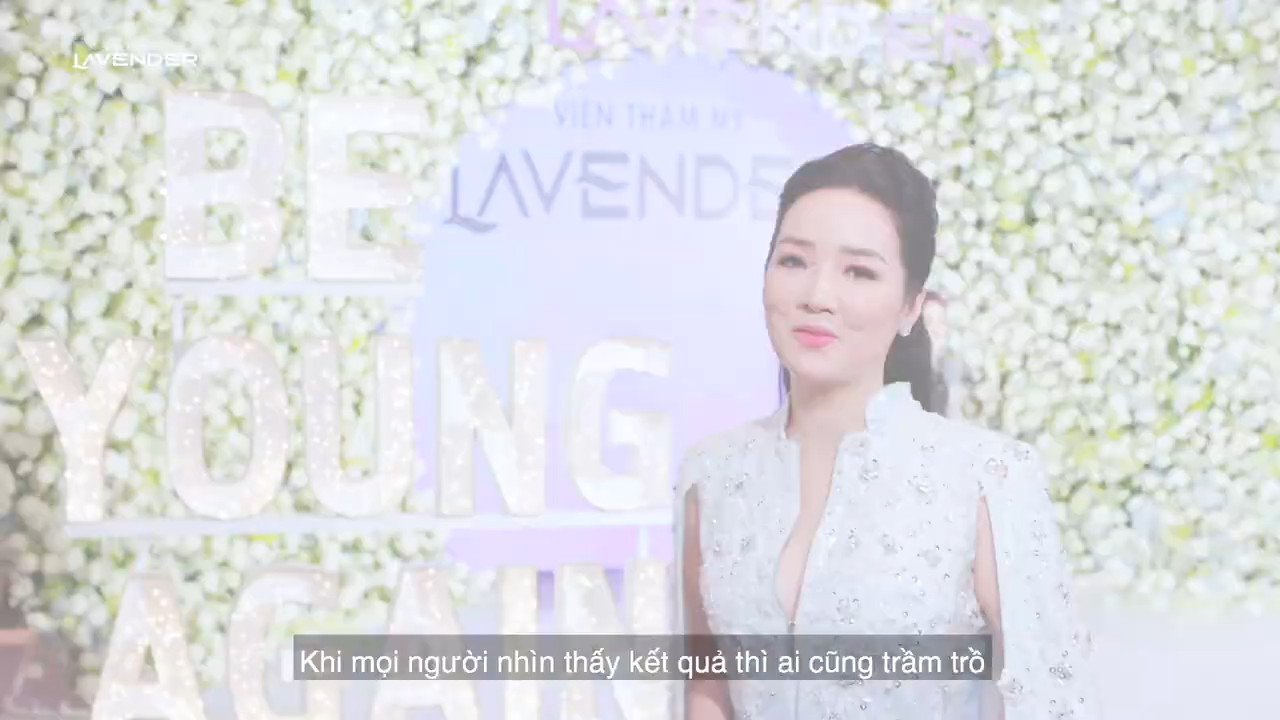 LAVENDER
LAVENDER
VIỆN THẨM MỸ
LAVENDE
BE
YOUNG
AGAIN
Khi mọi người nhìn thấy kết quả thì ai cũng trầm trồ